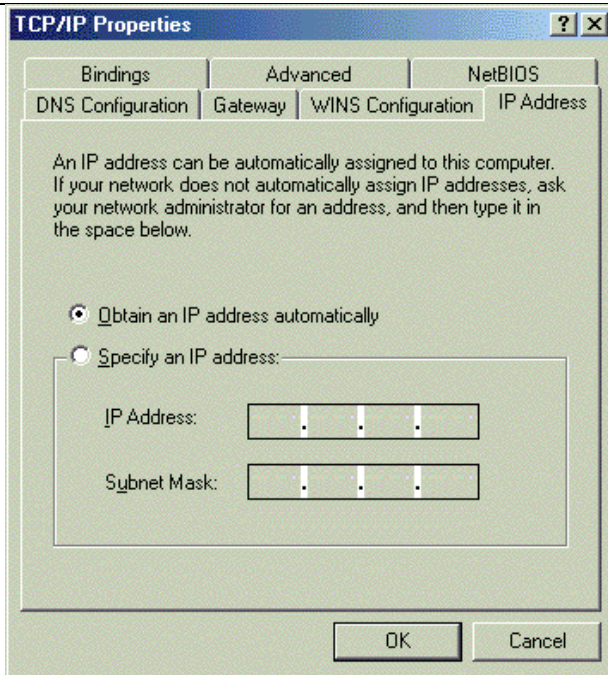 TCP/IP Properties
Bindings Advanced NetBIOS
DNS Configuration Gateway WINS Configuration IP Address
An IP address can be automatically assigned to this computer.
If your network does not automatically assign IP addresses, ask
your network administrator for an address, and then type it in
the space below.
Obtain an IP address automatically
Specify an IP address:
IP Address: . . .
Subnet Mask: . . .
OK Cancel